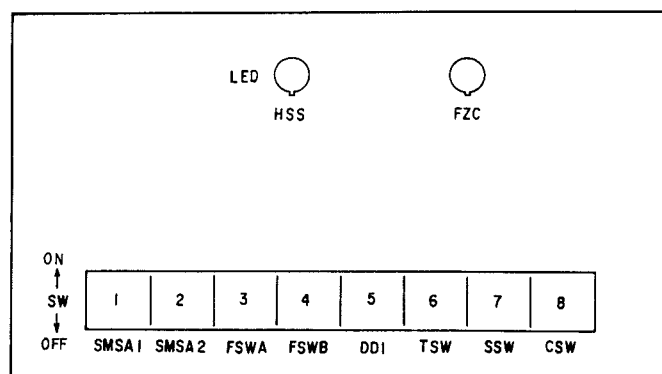 LED
HSS FZC
ON
SW 1 2 3 4 5 6 7 8
OFF SMSA1 SMSA2 FSWA FSWB DD1 TSW SSW CSW